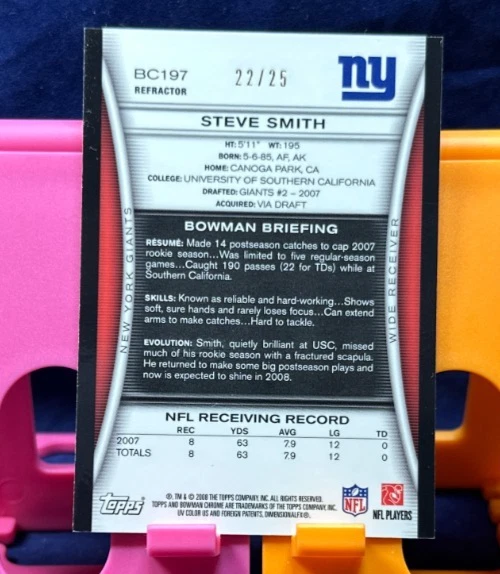 BC197
REFRACTOR
22/25
ny
STEVE SMITH
HT: 5'11" WT: 195
BORN: 5-6-85, AF, AK
HOME: CANOGA PARK, CA
COLLEGE: UNIVERSITY OF SOUTHERN CALIFORNIA
DRAFTED: GIANTS #2 – 2007
ACQUIRED: VIA DRAFT
NEW YORK GIANTS
WIDE RECEIVER
BOWMAN BRIEFING
RÉSUMÉ: Made 14 postseason catches to cap 2007
rookie season...Was limited to five regular-season
games...Caught 190 passes (22 for TDs) while at
Southern California.
SKILLS: Known as reliable and hard-working...Shows
soft, sure hands and rarely loses focus...Can extend
arms to make catches...Hard to tackle.
EVOLUTION: Smith, quietly brilliant at USC, missed
much of his rookie season with a fractured scapula.
He returned to make some big postseason plays and
now is expected to shine in 2008.
NFL RECEIVING RECORD
REC YDS AVG LG TD
2007 8 63 7.9 12 0
TOTALS 8 63 7.9 12 0
Topps
®, TM & © 2008 THE TOPPS COMPANY, INC. ALL RIGHTS RESERVED.
TOPPS AND BOWMAN CHROME ARE TRADEMARKS OF THE TOPPS COMPANY, INC.
UV COLOR US AND FOREIGN PATENTS. DIMENSIONALFX®.
NFL
NFL PLAYERS